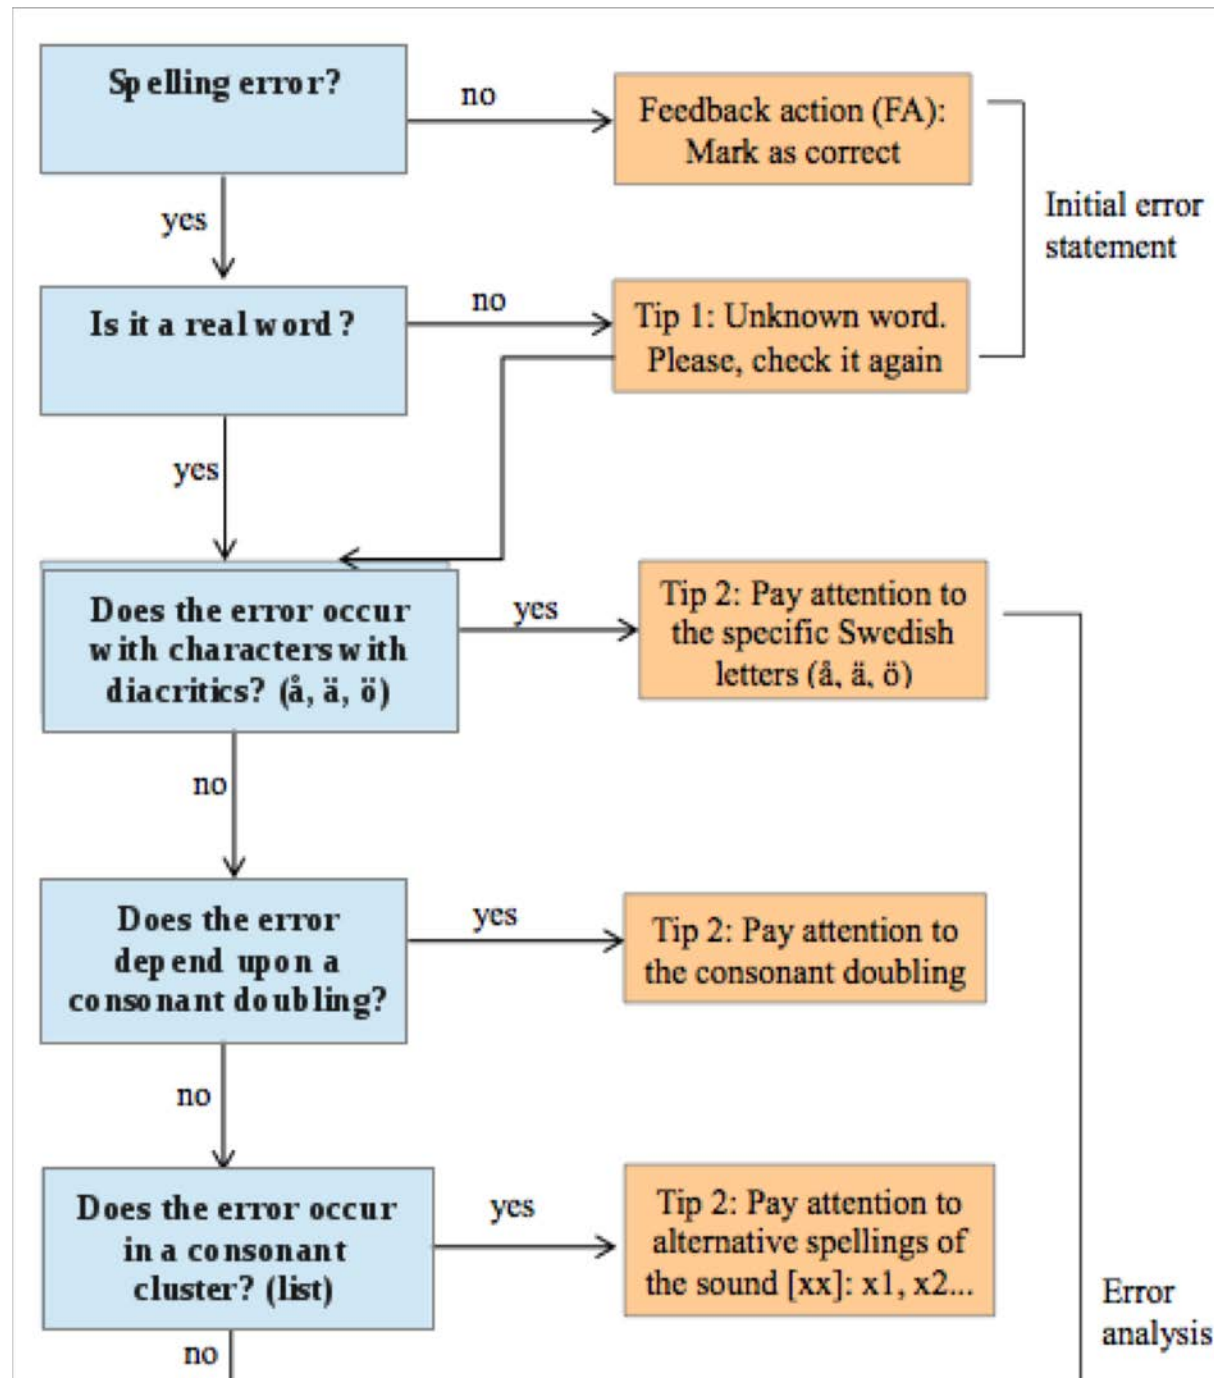 Spelling error?
no
Feedback action (FA):
Mark as correct
yes
Initial error
statement
Is it a real word?
no
Tip 1: Unknown word.
Please, check it again
yes
Does the error occur
with characters with
diacritics? (å, ä, ö)
yes
Tip 2: Pay attention to
the specific Swedish
letters (å, ä, ö)
no
Does the error
depend upon a
consonant doubling?
yes
Tip 2: Pay attention to
the consonant doubling
no
Does the error occur
in a consonant
cluster? (list)
yes
Tip 2: Pay attention to
alternative spellings of
the sound [xx]: x1, x2...
Error
analysis
no